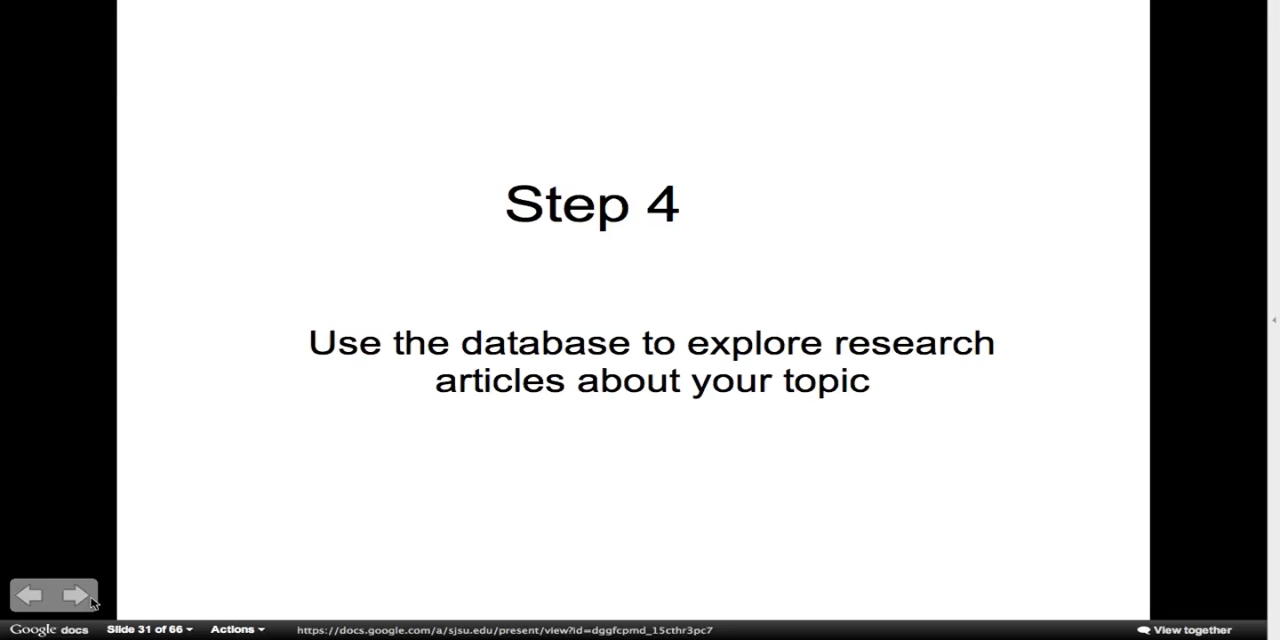 Step 4
Use the database to explore research
articles about your topic
Google docs Slide 31 of 66 Actions https://docs.google.com/a/sjsu.edu/present/view?id=dggfcpmd_15cthr3pc7 View together